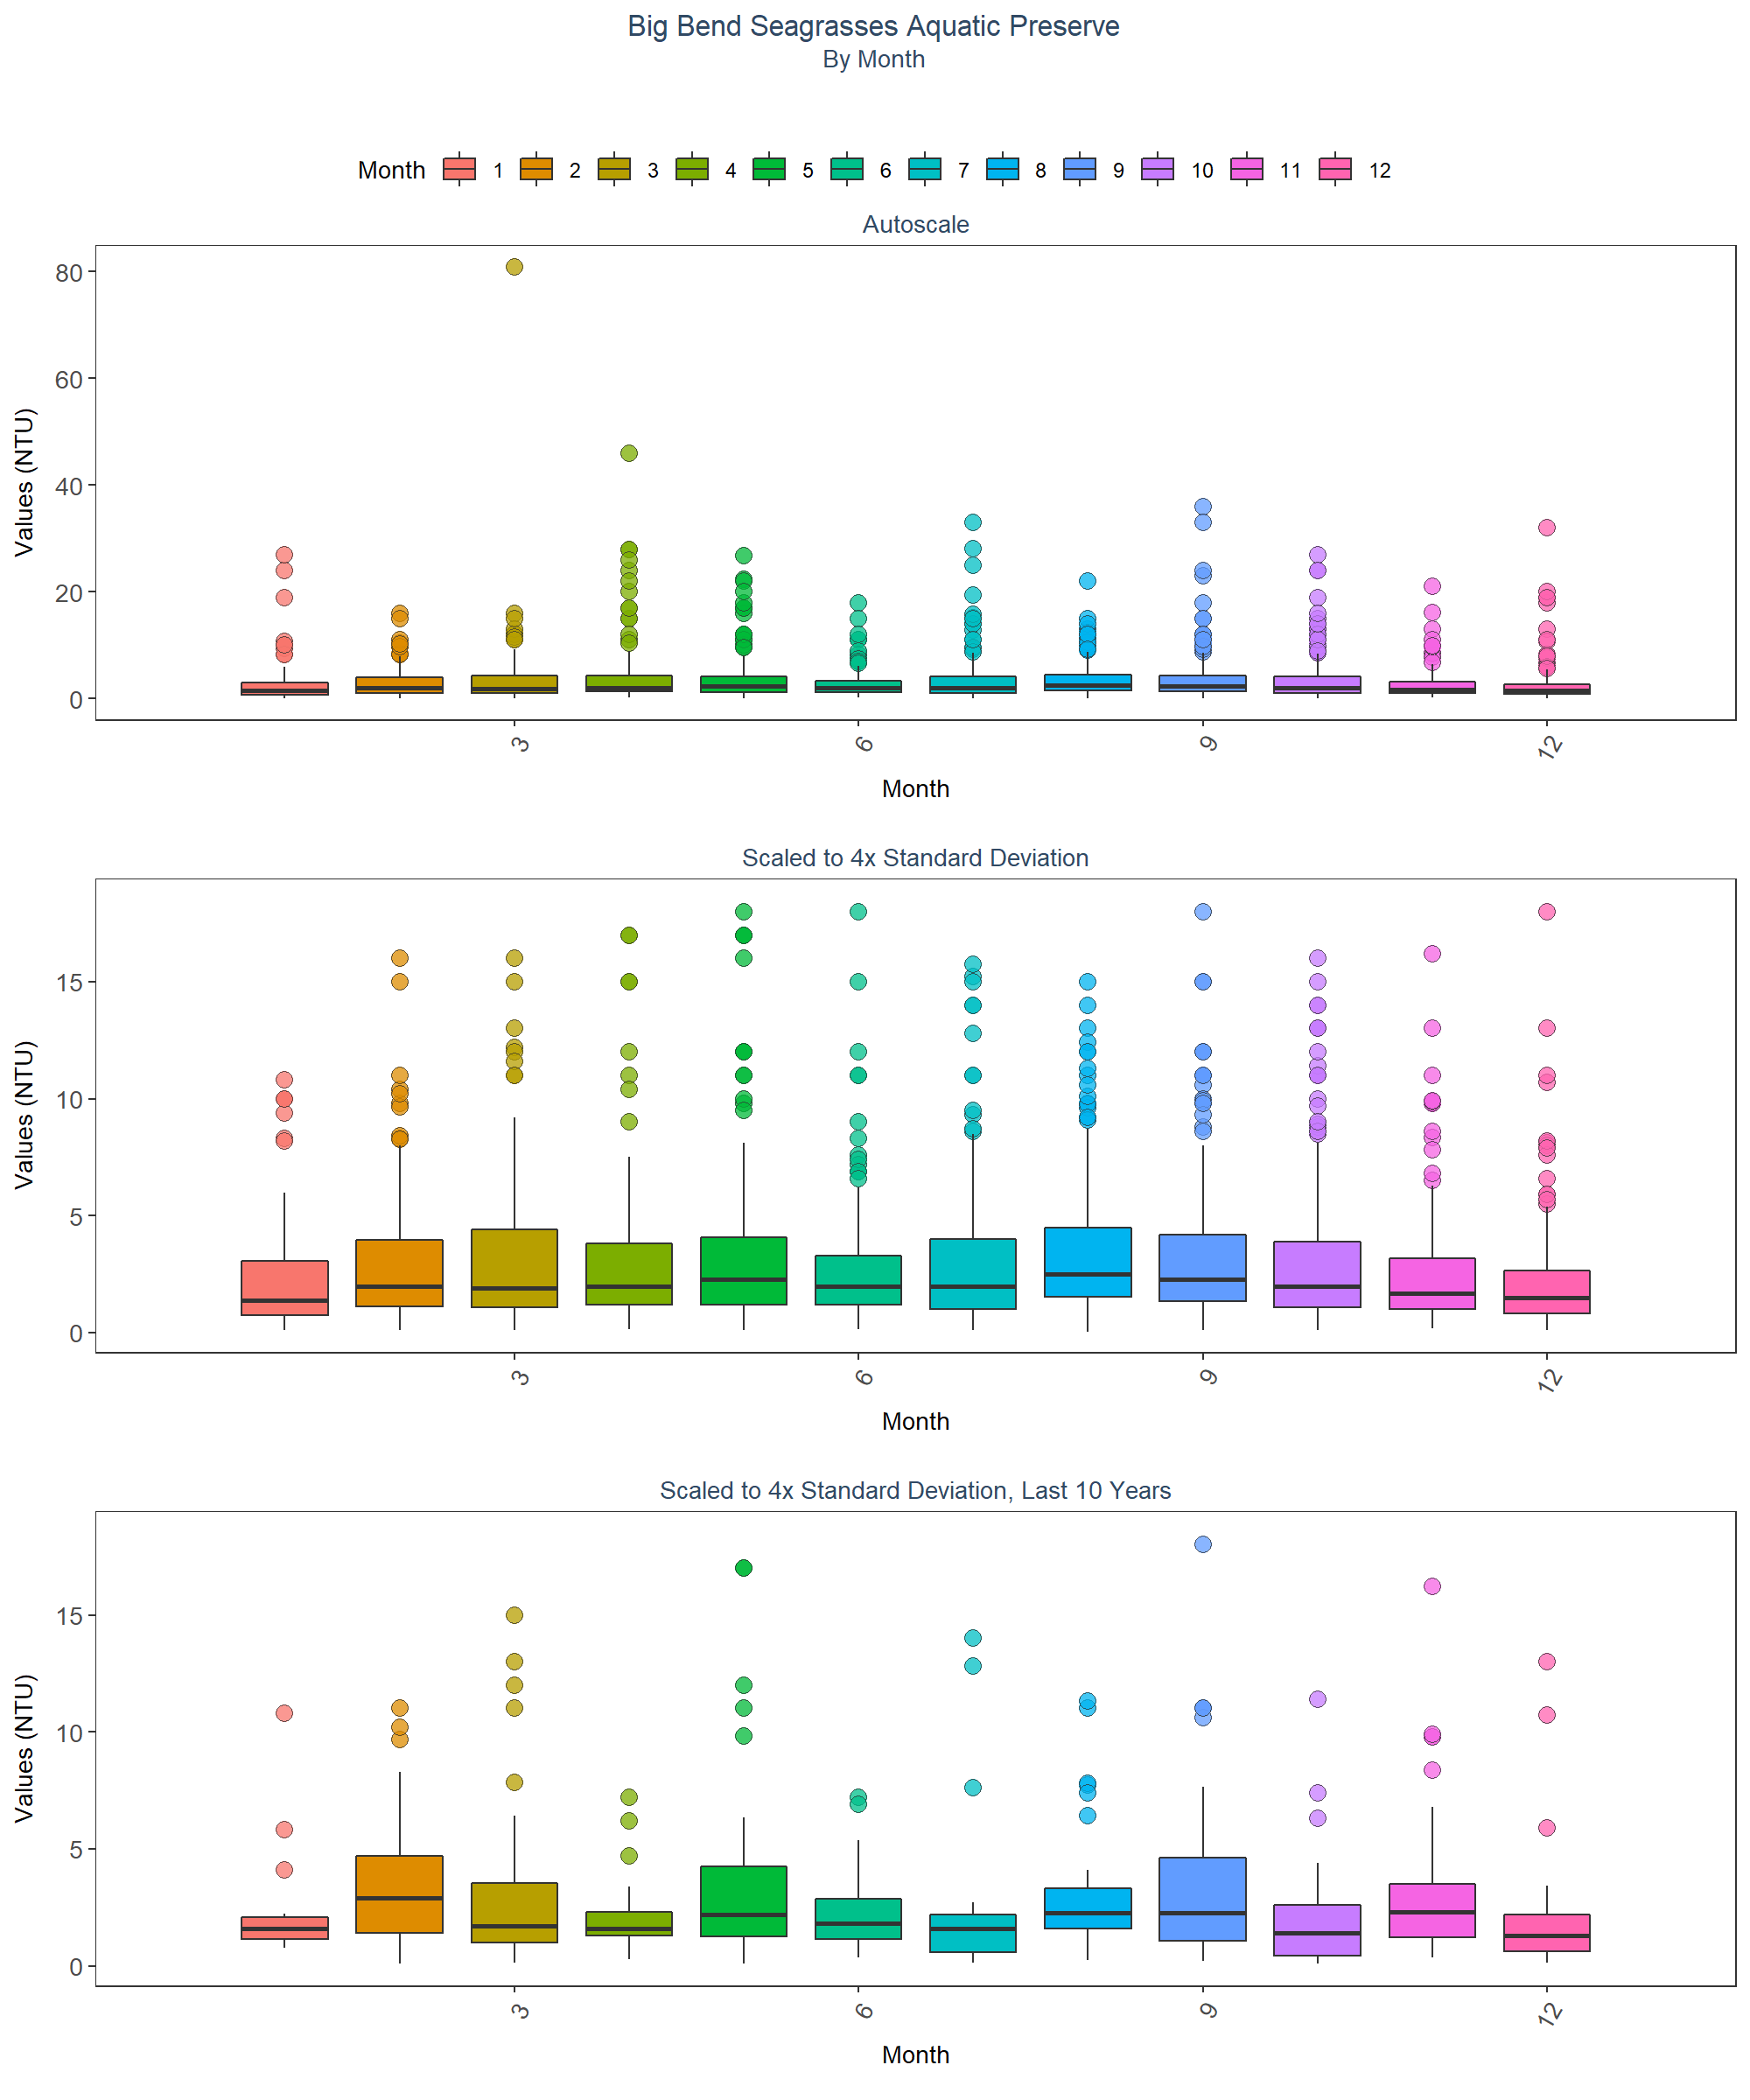 Big Bend Seagrasses Aquatic Preserve
By Month
Month 1 2 3 4 5 6 7 8 9 10 11 12
Autoscale
80
60
40
20
0
Values (NTU)
3 6 9 12
Month
Scaled to 4x Standard Deviation
15
10
5
0
Values (NTU)
3 6 9 12
Month
Scaled to 4x Standard Deviation, Last 10 Years
15
10
5
0
Values (NTU)
3 6 9 12
Month